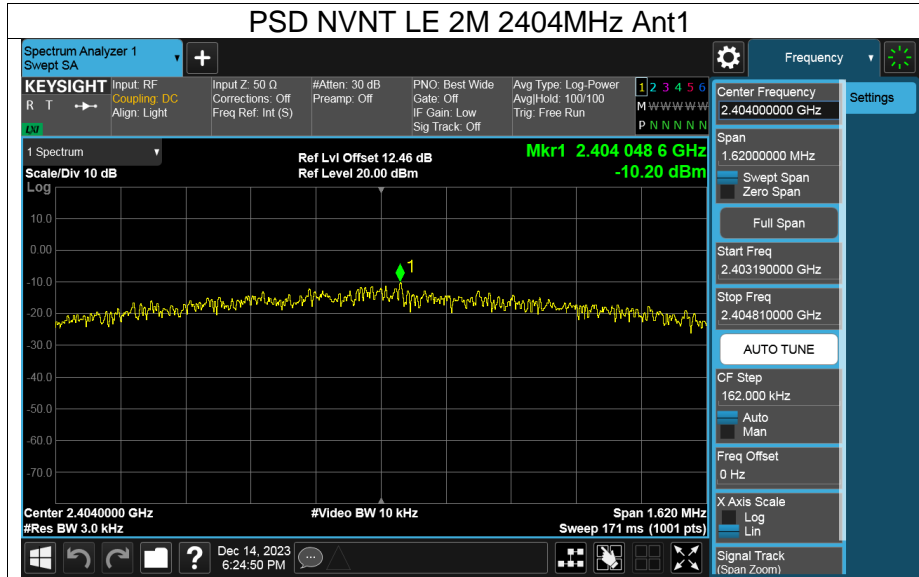 PSD NVNT LE 2M 2404MHz Ant1
Spectrum Analyzer 1
Swept SA
+
Frequency
KEYSIGHT
R T
LXI
Input: RF
Coupling: DC
Align: Light
Input Z: 50 Ω
Corrections: Off
Freq Ref: Int (S)
#Atten: 30 dB
Preamp: Off
PNO: Best Wide
Gate: Off
IF Gain: Low
Sig Track: Off
Avg Type: Log-Power
Avg|Hold: 100/100
Trig: Free Run
1 2 3 4 5 6
M W W W W W
P N N N N N
Center Frequency
2.404000000 GHz
Settings
1 Spectrum
Scale/Div 10 dB
Log
Ref Lvl Offset 12.46 dB
Ref Level 20.00 dBm
Mkr1 2.404 048 6 GHz
-10.20 dBm
Span
1.62000000 MHz
Swept Span
Zero Span
Full Span
Start Freq
2.403190000 GHz
Stop Freq
2.404810000 GHz
AUTO TUNE
CF Step
162.000 kHz
Auto
Man
Freq Offset
0 Hz
X Axis Scale
Log
Lin
Signal Track
(Span Zoom)
10.0
0.00
-10.0
-20.0
-30.0
-40.0
-50.0
-60.0
-70.0
1
Center 2.4040000 GHz
#Res BW 3.0 kHz
#Video BW 10 kHz
Span 1.620 MHz
Sweep 171 ms (1001 pts)
?
Dec 14, 2023
6:24:50 PM